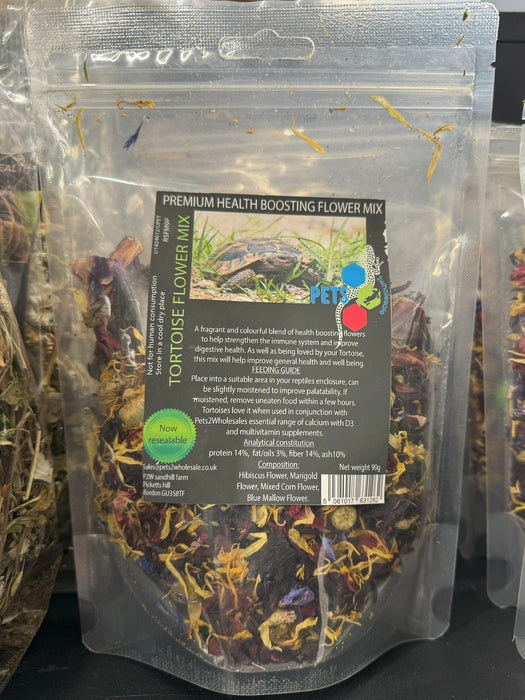 PREMIUM HEALTH BOOSTING FLOWER MIX
TORTOISE FLOWER MIX
Not for human consumption
Store in a cool dry place
PETS
A fragrant and colourful blend of health boosting flowers
to help strengthen the immune system and improve
digestive health. As well as being loved by your Tortoise,
this mix will help improve general health and well being.
FEEDING GUIDE
Place into a suitable area in your reptiles enclosure, can
be slightly moistened to improve palatability. If
moistened, remove uneaten food within a few hours.
Tortoises love it when used in conjunction with
Pets2Wholesales essential range of calcium with D3
and multivitamin supplements.
Analytical constitution
protein 14%, fat/oils 3%, fiber 14%, ash10%
Composition:
Hibiscus Flower, Marigold
Flower, Mixed Corn Flower,
Blue Mallow Flower.
Net weight 90g
5 061017 831262
Now
resealable
Sales@pets2wholesale.co.uk
P2W sandhill farm
Picketts hill
Bordon GU358TF